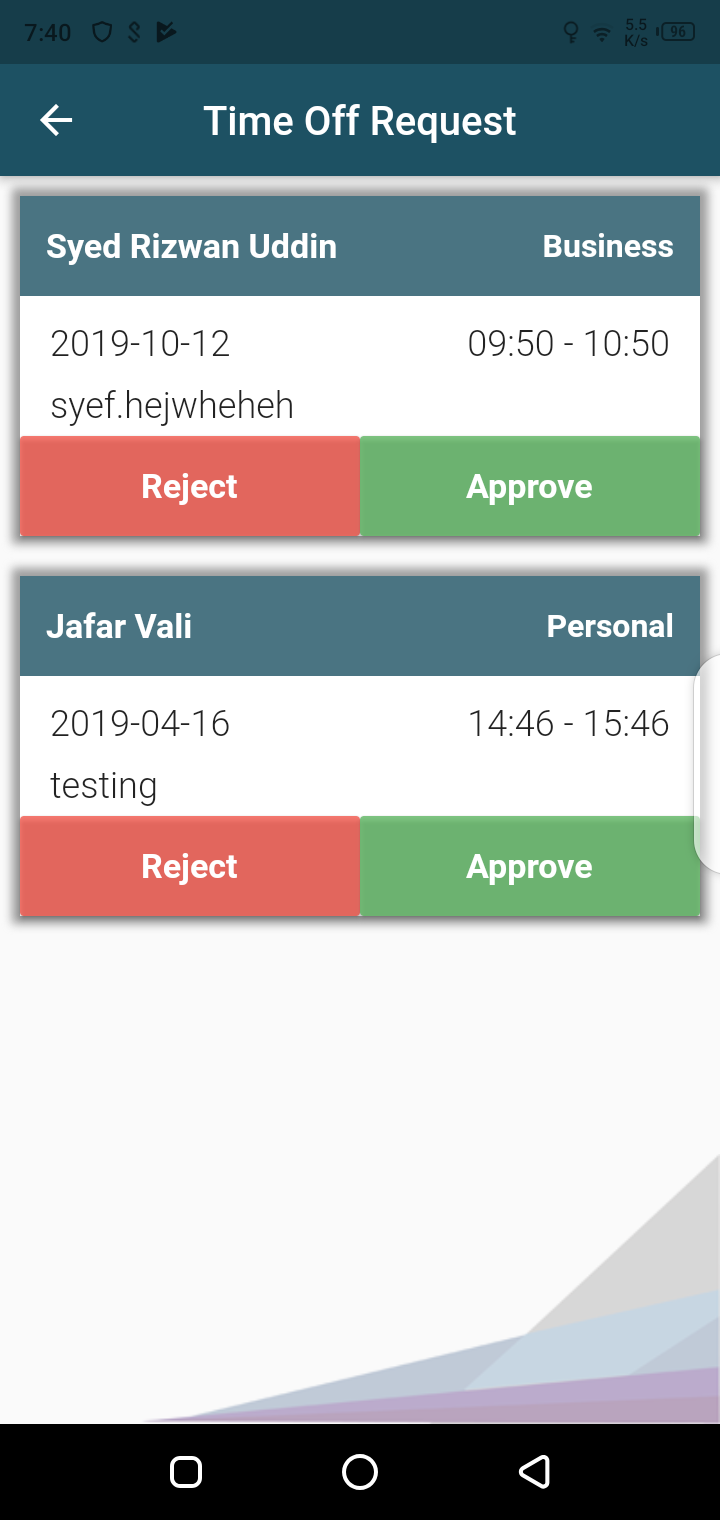 7:40 5.5 K/s 96
Time Off Request
Syed Rizwan Uddin Business
2019-10-12 09:50 - 10:50
syef.hejwheheh
Reject Approve
Jafar Vali Personal
2019-04-16 14:46 - 15:46
testing
Reject Approve